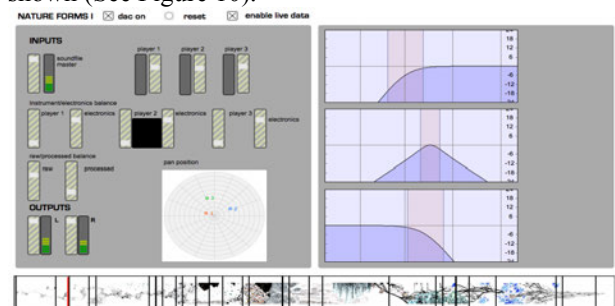 shown (See Figure 10).
NATURE FORMS I dac on reset enable live data
INPUTS
soundfile master
player 1 player 2 player 3
instrument/electronics balance
player 1 electronics player 2 electronics player 3 electronics
raw/processed balance
raw processed
pan position
OUTPUTS
L R
18
12
6
-6
-12
-18
18
12
6
-6
-12
-18
18
12
6
-6
-12
-18